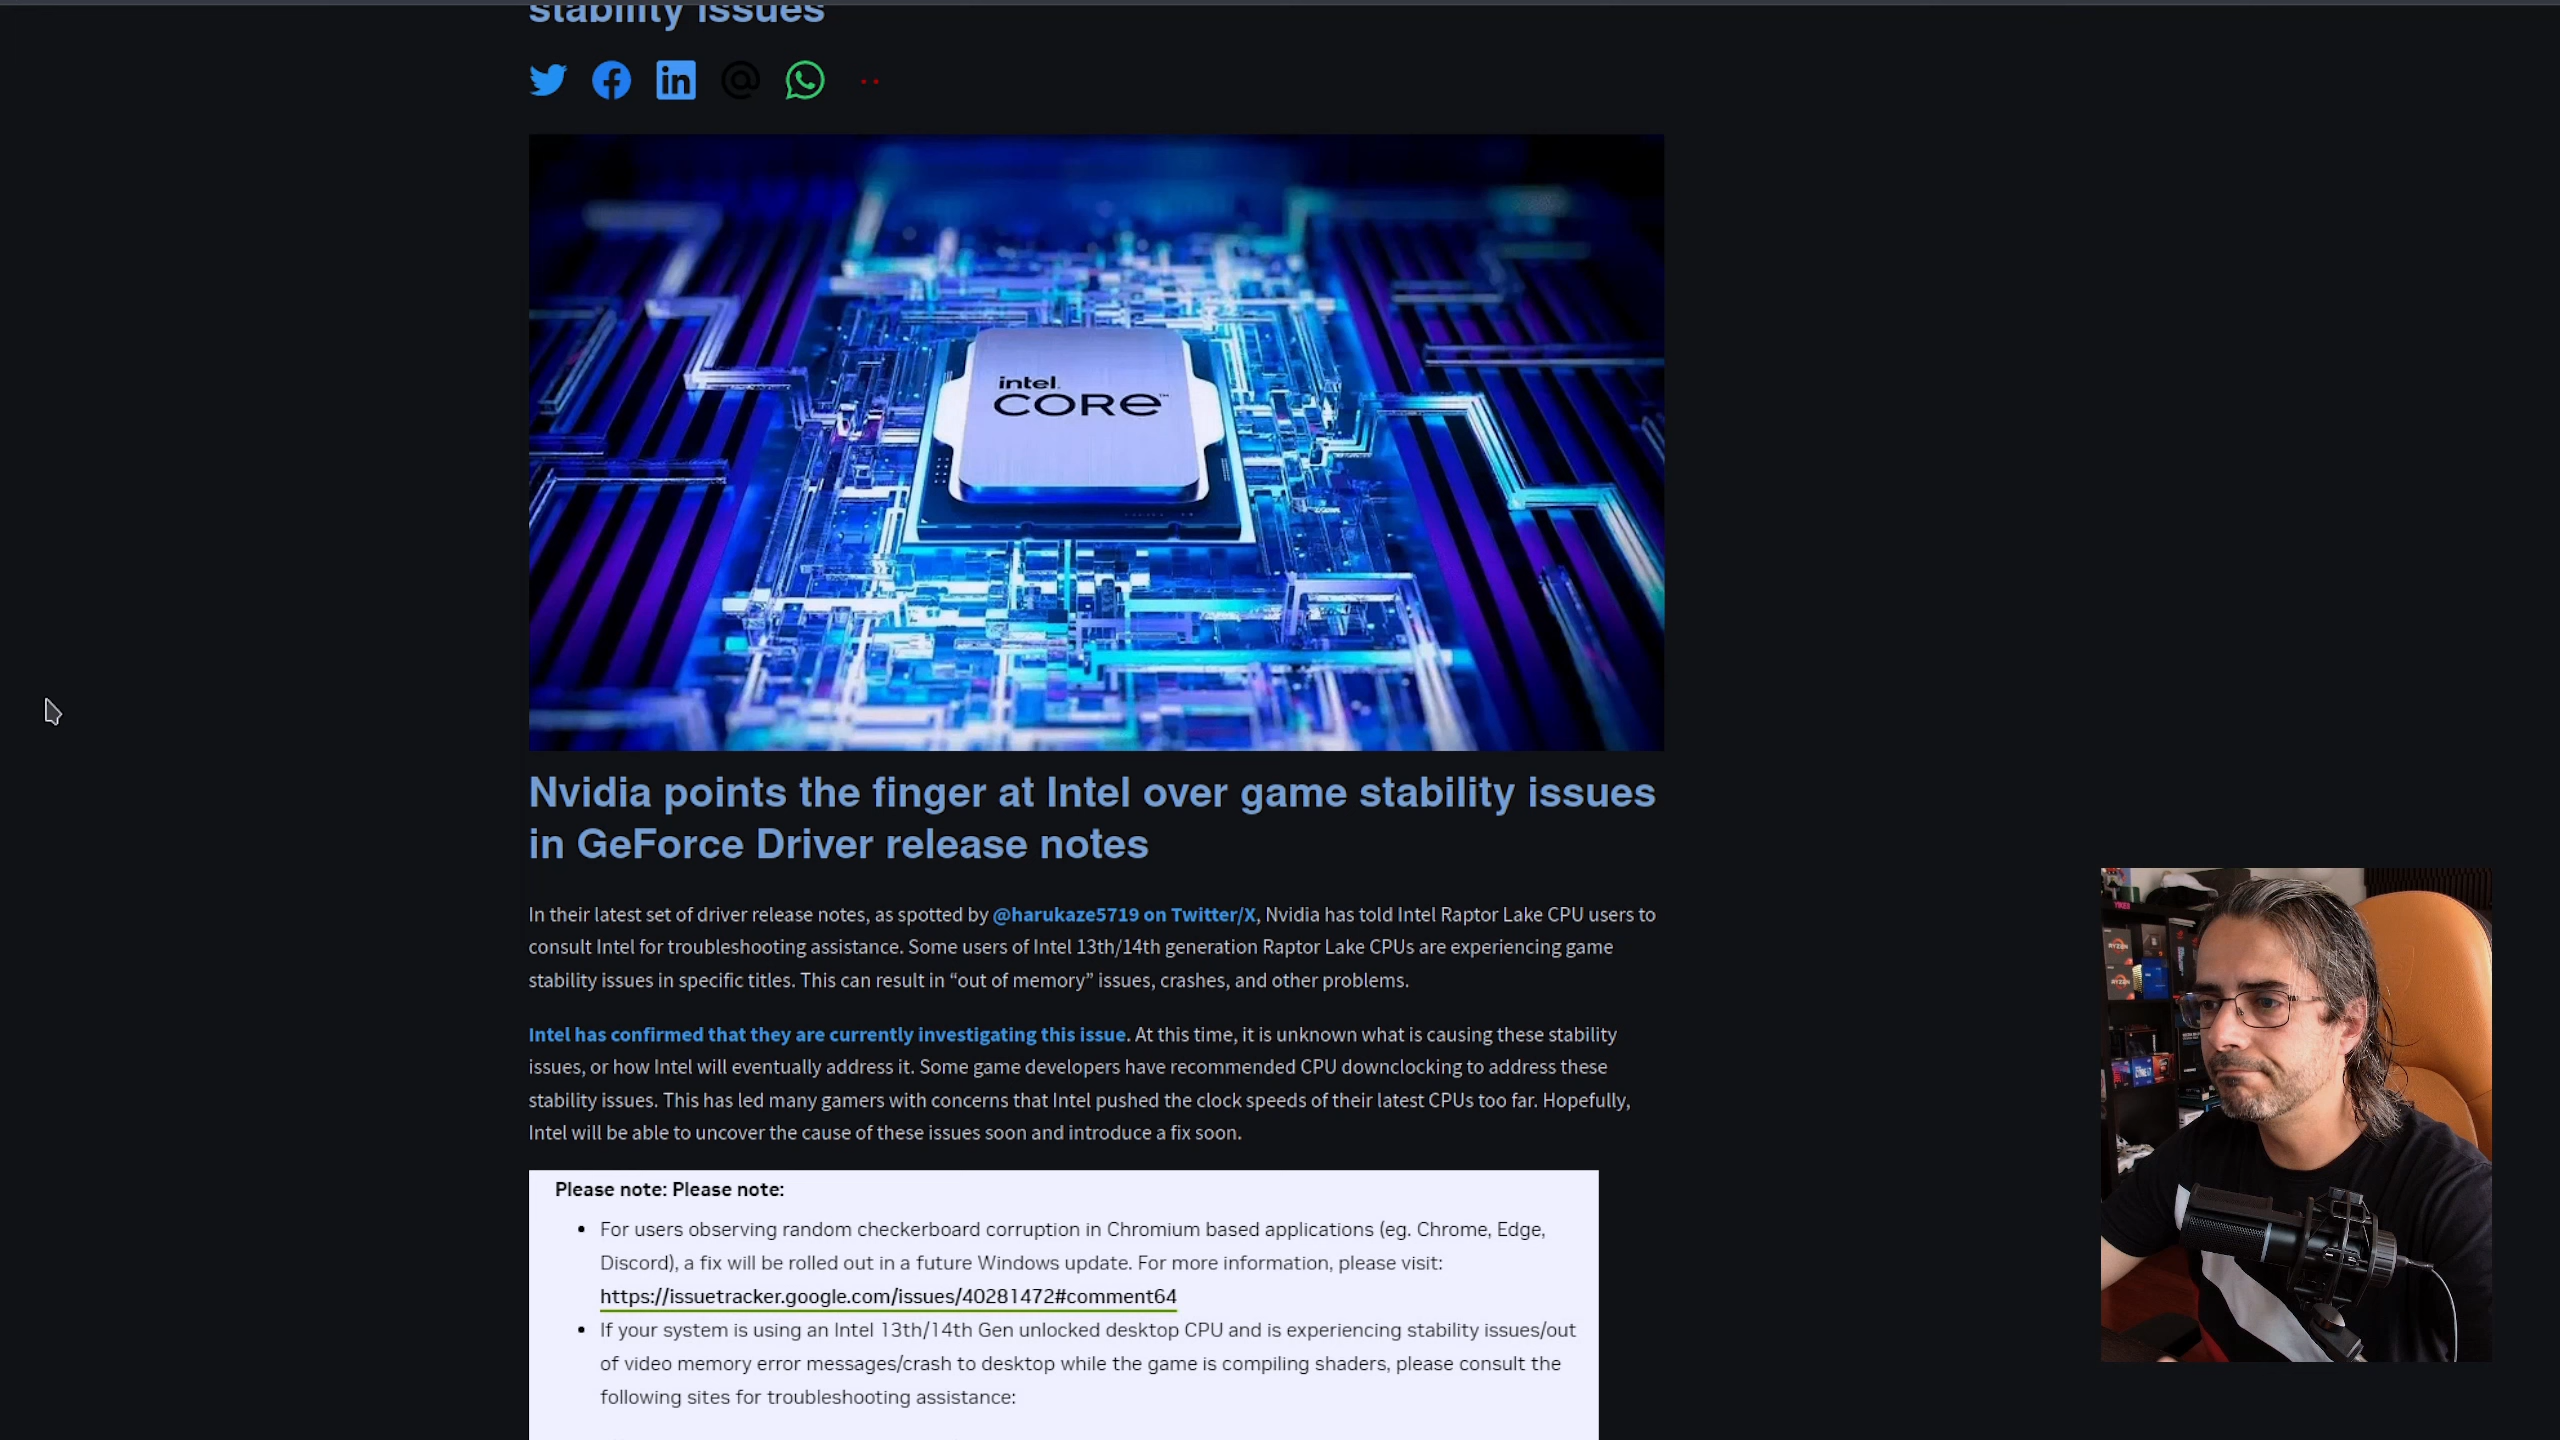 stability issues
intel.
CORE™
Nvidia points the finger at Intel over game stability issues
in GeForce Driver release notes
In their latest set of driver release notes, as spotted by @harukaze5719 on Twitter/X, Nvidia has told Intel Raptor Lake CPU users to
consult Intel for troubleshooting assistance. Some users of Intel 13th/14th generation Raptor Lake CPUs are experiencing game
stability issues in specific titles. This can result in “out of memory” issues, crashes, and other problems.
Intel has confirmed that they are currently investigating this issue. At this time, it is unknown what is causing these stability
issues, or how Intel will eventually address it. Some game developers have recommended CPU downclocking to address these
stability issues. This has led many gamers with concerns that Intel pushed the clock speeds of their latest CPUs too far. Hopefully,
Intel will be able to uncover the cause of these issues soon and introduce a fix soon.
Please note: Please note:
• For users observing random checkerboard corruption in Chromium based applications (eg. Chrome, Edge,
Discord), a fix will be rolled out in a future Windows update. For more information, please visit:
https://issuetracker.google.com/issues/40281472#comment64
• If your system is using an Intel 13th/14th Gen unlocked desktop CPU and is experiencing stability issues/out
of video memory error messages/crash to desktop while the game is compiling shaders, please consult the
following sites for troubleshooting assistance:
RYZEN
RYZEN